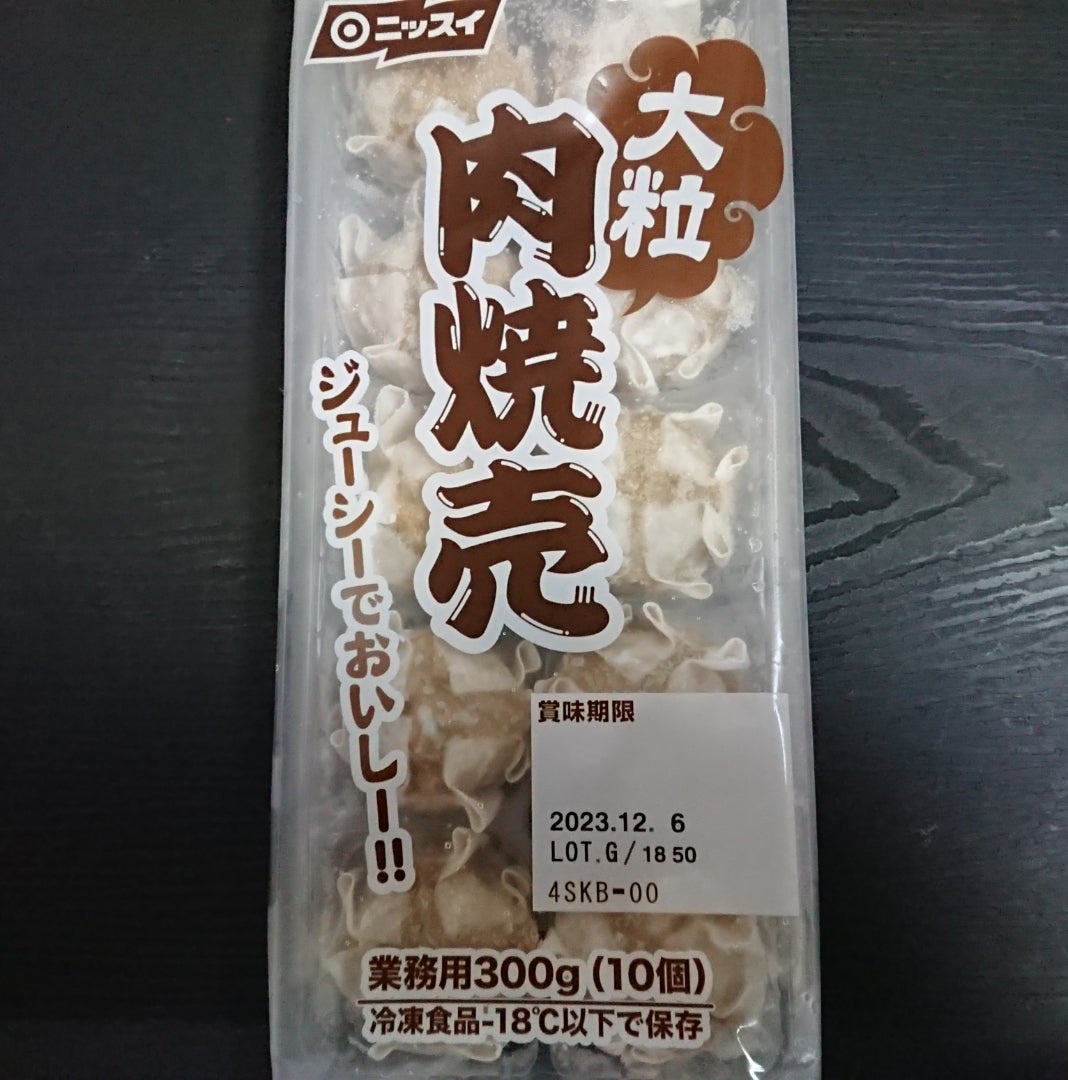 ニッスイ
大粒
肉焼売
ジューシーでおいしー!!
賞味期限
2023.12. 6
LOT.G/ 18 50
4SKB-00
業務用300g(10個)
冷凍食品-18℃以下で保存